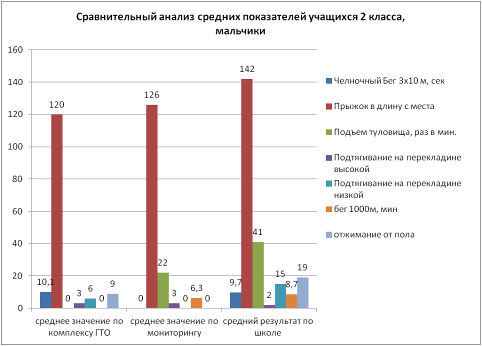 Сравнительный анализ средних показателей учащихся 2 класса,
мальчики
160
140
120
100
80
60
40
20
0
10,1
120
0
3
6
0
9
0
126
22
3
0
6,3
0
9,7
142
41
2
15
8,7
19
среднее значение по
комплексу ГТО
среднее значение по
мониторингу
средний результат по
школе
Челночный Бег 3х10 м, сек
Прыжок в длину с места
Подъем туловища, раз в мин.
Подтягивание на перекладине
высокой
Подтягивание на перекладине
низкой
бег 1000м, мин
отжимание от пола